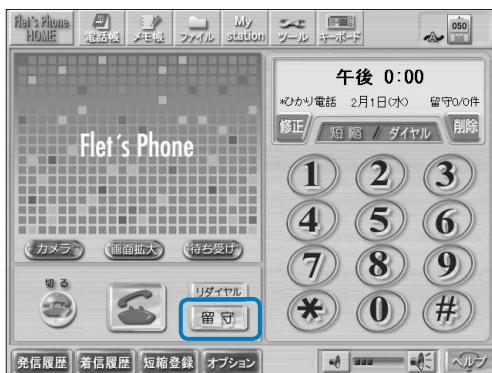 Flet's Phone HOME
電話帳
メモ帳
ファイル
My station
ツール
キーボード
050
午後 0:00
*ひかり電話 2月1日(水) 留守0/0件
修正 短縮 / ダイヤル 削除
Flet's Phone
1 2 3
4 5 6
7 8 9
* 0 #
カメラ 画面拡大 待ち受け
切る
リダイヤル
留守
発信履歴 着信履歴 短縮登録 オプション
ヘルプ